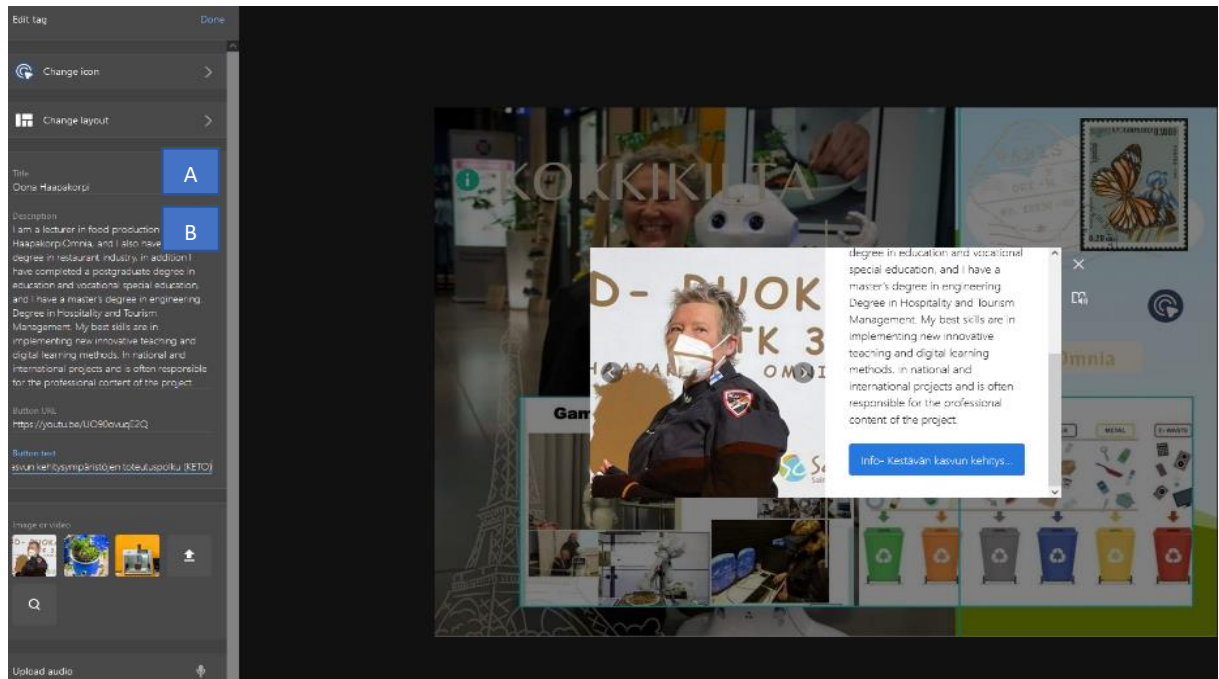 Edit tag
Done
Change icon
Change layout
Title
Oona Haapakorpi
A
Description
B
I am a lecturer in food production
Haapakorpi.Omnia, and I also have
degree in restaurant industry, in addition I
have completed a postgraduate degree in
education and vocational special education,
and I have a master's degree in engineering.
Degree in Hospitality and Tourism
Management. My best skills are in
implementing new innovative teaching and
digital learning methods. In national and
international projects and is often responsible
for the professional content of the project.
Button URL
Button text
asvun kehitysympäristöjen toteutuspolku (KETO)
Image or video
Upload audio
KOKKIKILTA
D- RUOK
TK 3
OMNI
degree in education and vocational
special education, and I have a
master's degree in engineering.
Degree in Hospitality and Tourism
Management. My best skills are in
implementing new innovative
teaching and digital learning
methods. In national and
international projects and is often
responsible for the professional
content of the project.
Info- Kestävän kasvun kehitys...
Omnia
Gam
METAL
E-WASTE